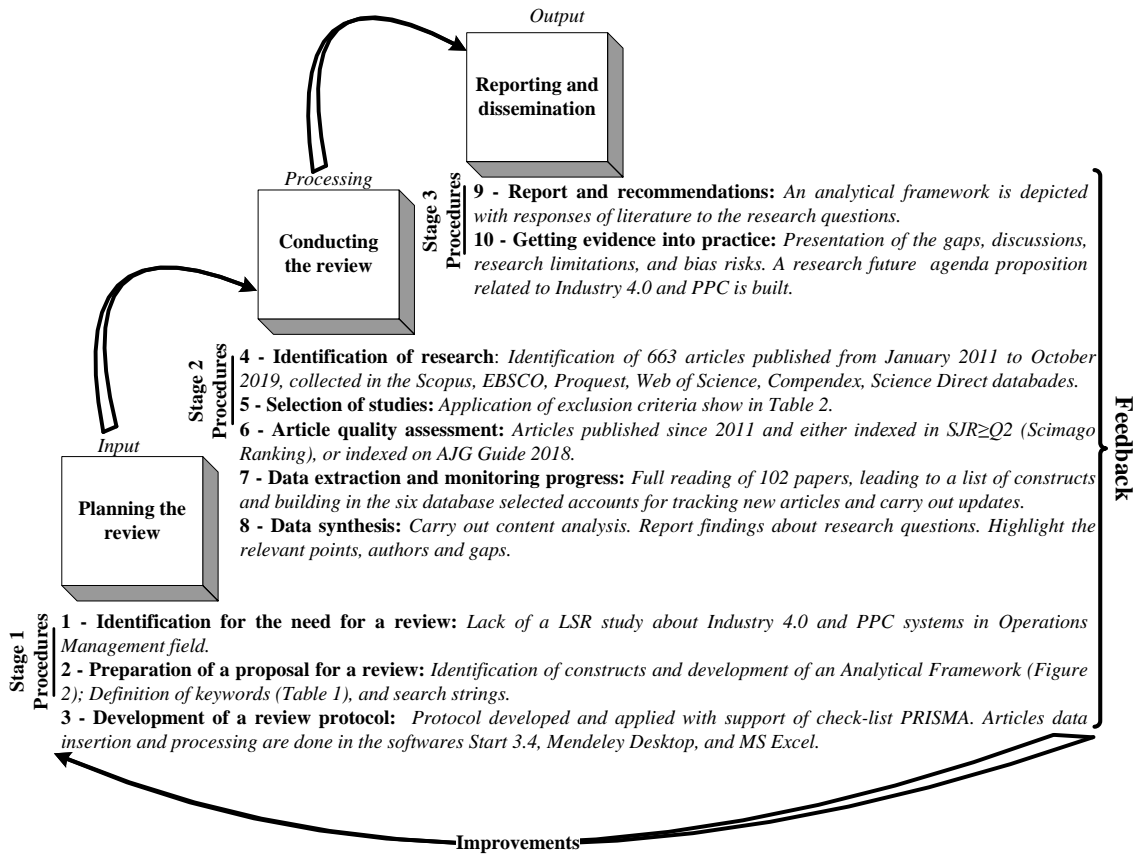 Output
Reporting and
dissemination
Processing
Conducting
the review
Stage 3
Procedures
9 - Report and recommendations: An analytical framework is depicted
with responses of literature to the research questions.
10 - Getting evidence into practice: Presentation of the gaps, discussions,
research limitations, and bias risks. A research future agenda proposition
related to Industry 4.0 and PPC is built.
Input
Planning the
review
Stage 2
Procedures
4 - Identification of research: Identification of 663 articles published from January 2011 to October
2019, collected in the Scopus, EBSCO, Proquest, Web of Science, Compendex, Science Direct databades.
5 - Selection of studies: Application of exclusion criteria show in Table 2.
6 - Article quality assessment: Articles published since 2011 and either indexed in SJR≥Q2 (Scimago
Ranking), or indexed on AJG Guide 2018.
7 - Data extraction and monitoring progress: Full reading of 102 papers, leading to a list of constructs
and building in the six database selected accounts for tracking new articles and carry out updates.
8 - Data synthesis: Carry out content analysis. Report findings about research questions. Highlight the
relevant points, authors and gaps.
Stage 1
Procedures
1 - Identification for the need for a review: Lack of a LSR study about Industry 4.0 and PPC systems in Operations
Management field.
2 - Preparation of a proposal for a review: Identification of constructs and development of an Analytical Framework (Figure
2); Definition of keywords (Table 1), and search strings.
3 - Development of a review protocol: Protocol developed and applied with support of check-list PRISMA. Articles data
insertion and processing are done in the softwares Start 3.4, Mendeley Desktop, and MS Excel.
Feedback
Improvements